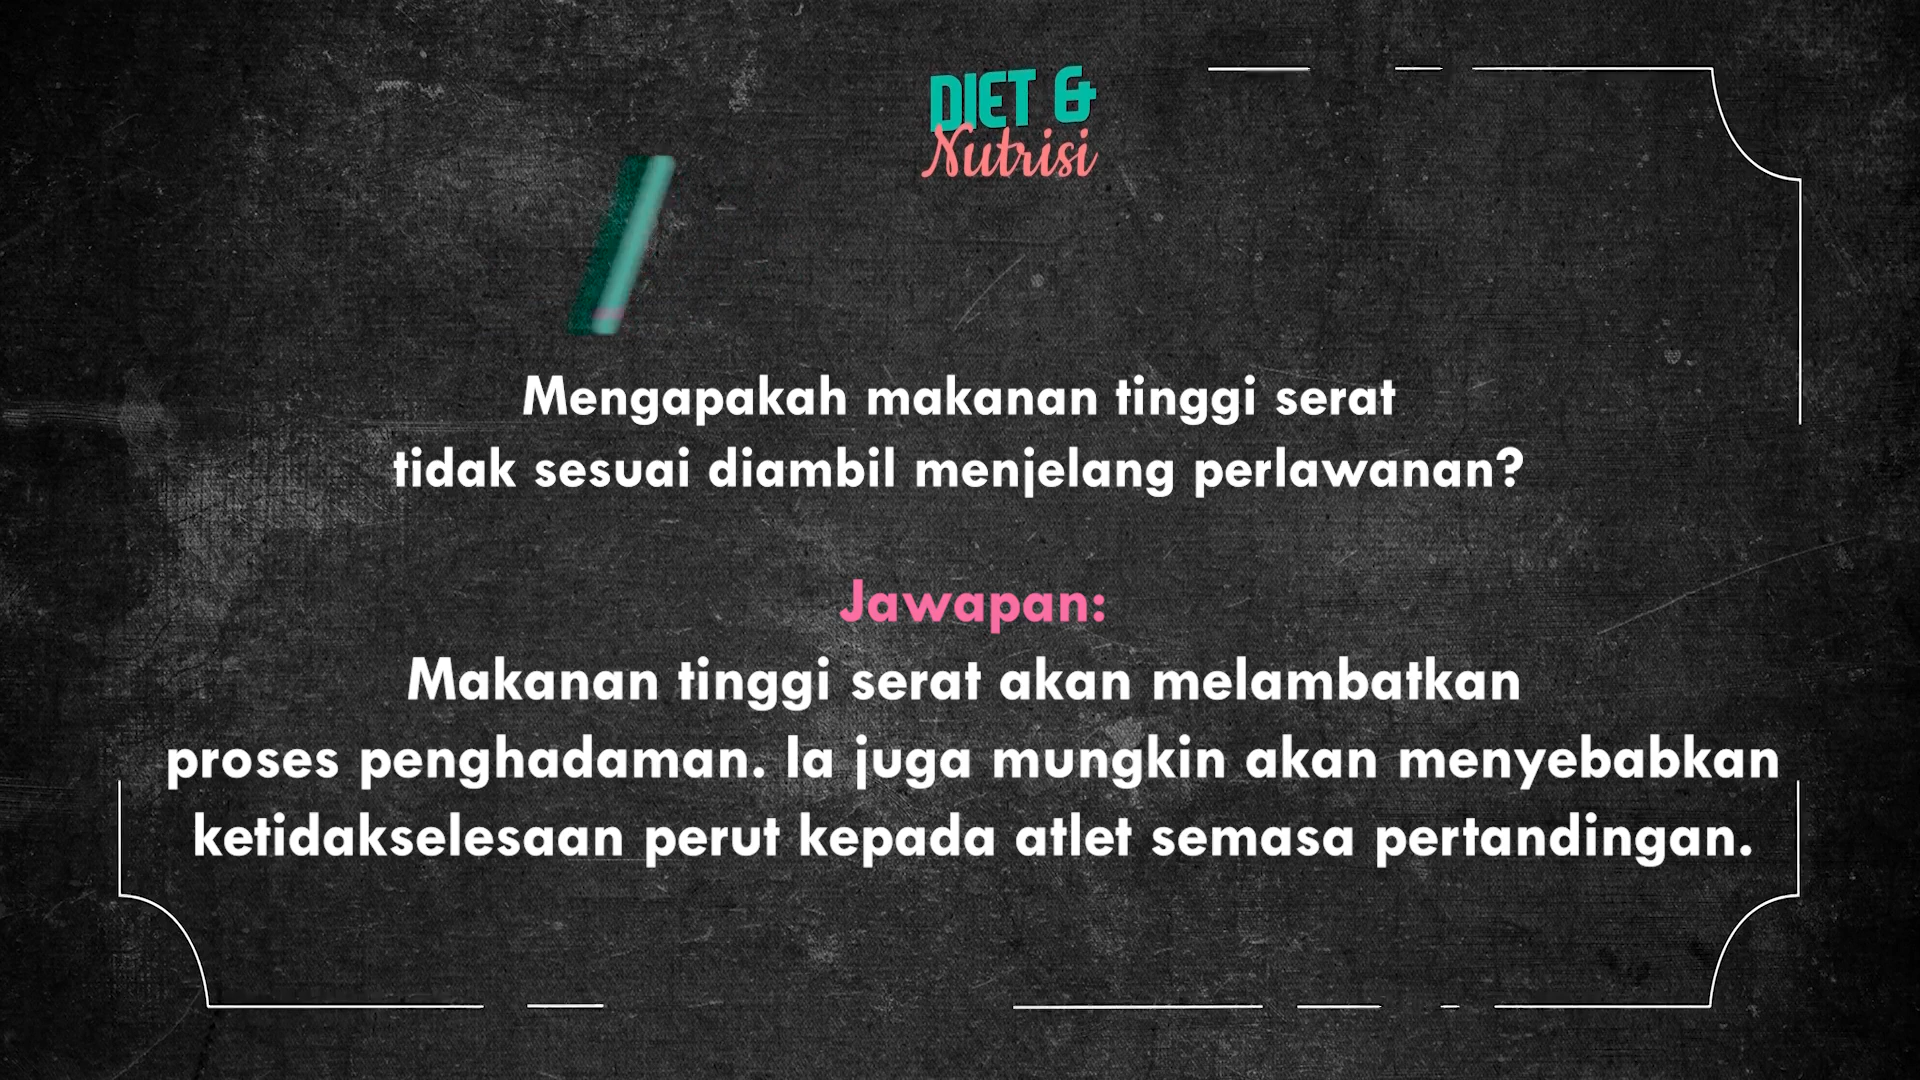 DIET &
Nutrisi
Mengapakah makanan tinggi serat
tidak sesuai diambil menjelang perlawanan?
Jawapan:
Makanan tinggi serat akan melambatkan
proses penghadaman. Ia juga mungkin akan menyebabkan
ketidakselesaan perut kepada atlet semasa pertandingan.